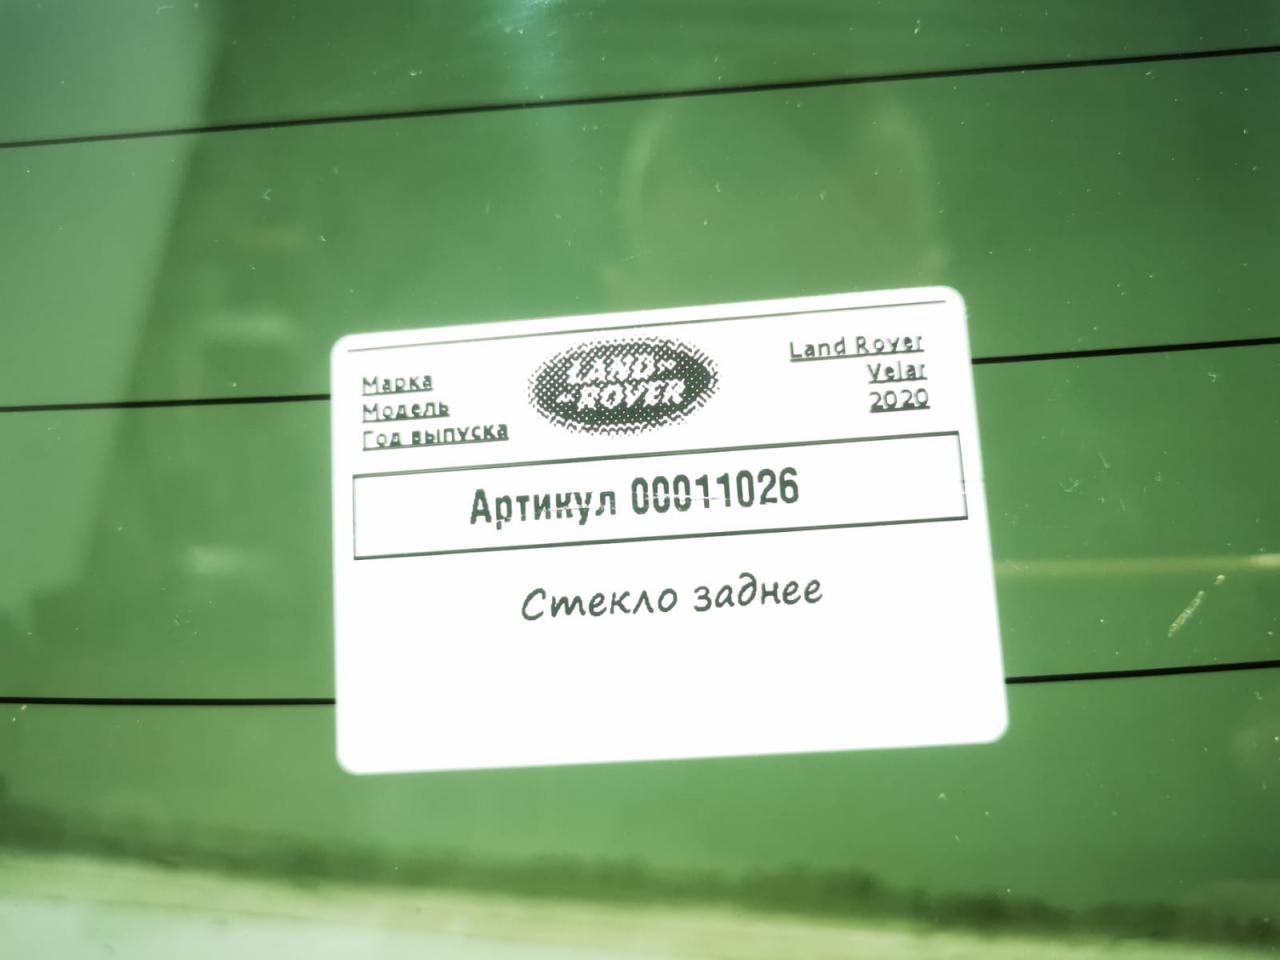 Марка
Модель
Год выпуска
LAND
ROVER
Land Rover
Velar
2020
Артикул 00011026
Стекло заднее